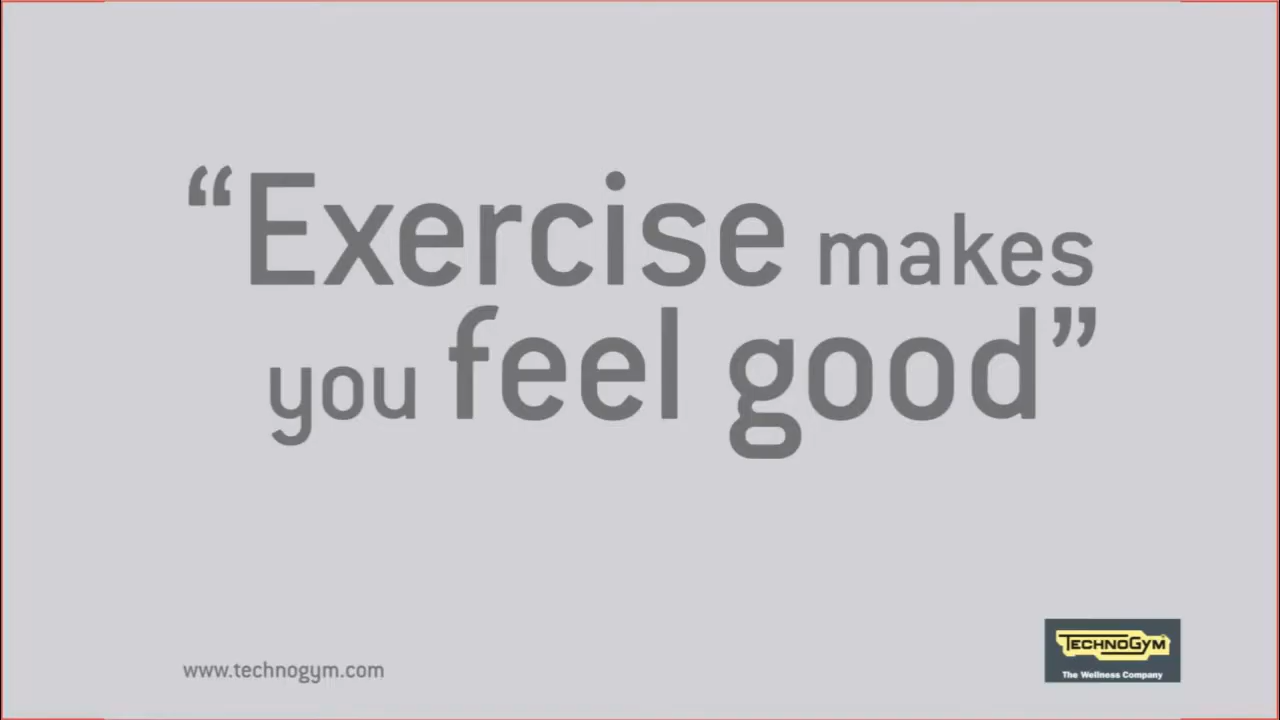 “Exercise makes
you feel good”
www.technogym.com
TECHNOGYM
The Wellness Company